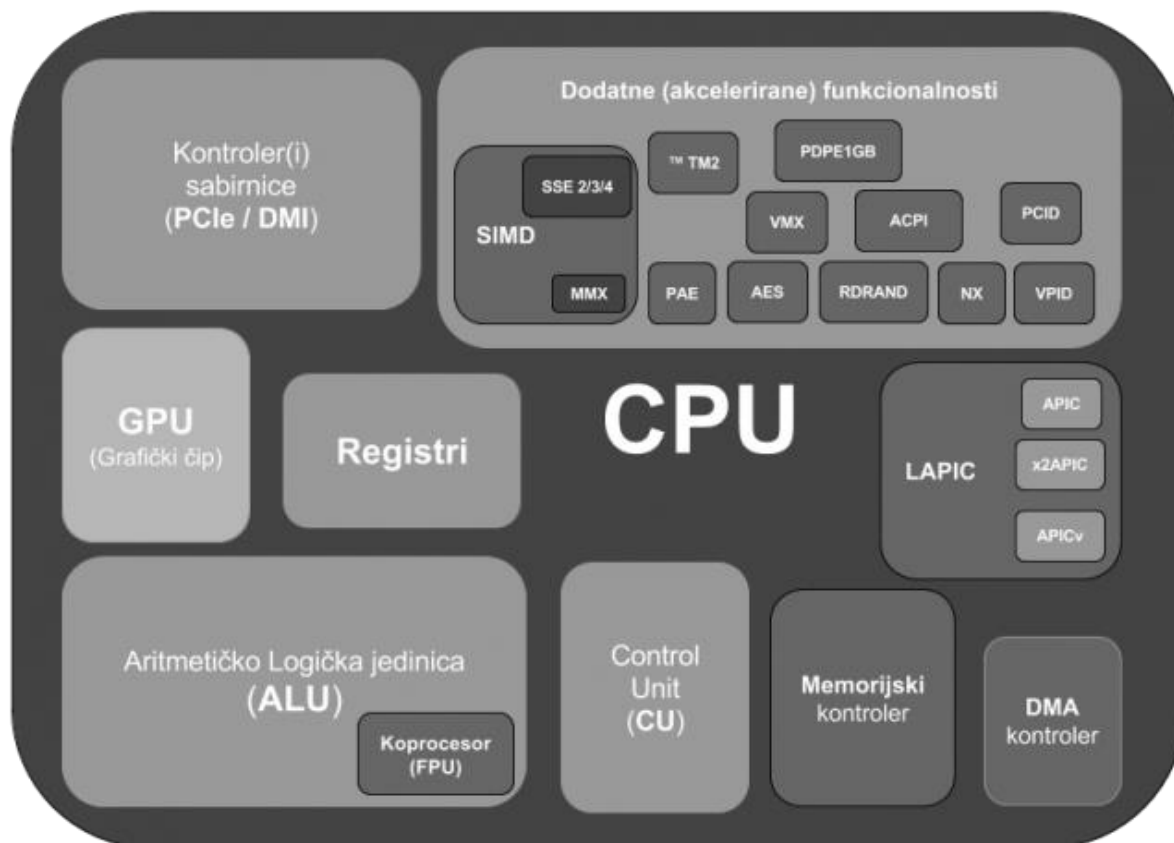 Kontroler(i)
sabirnice
(PCIe / DMI)
Dodatne (akcelerirane) funkcionalnosti
SIMD
SSE 2/3/4
MMX
™ TM2
PDPE1GB
VMX
ACPI
PCID
PAE
AES
RDRAND
NX
VPID
GPU
(Grafički čip)
Registri
CPU
LAPIC
APIC
x2APIC
APICv
Aritmetičko Logička jedinica
(ALU)
Koprocesor
(FPU)
Control
Unit
(CU)
Memorijski
kontroler
DMA
kontroler